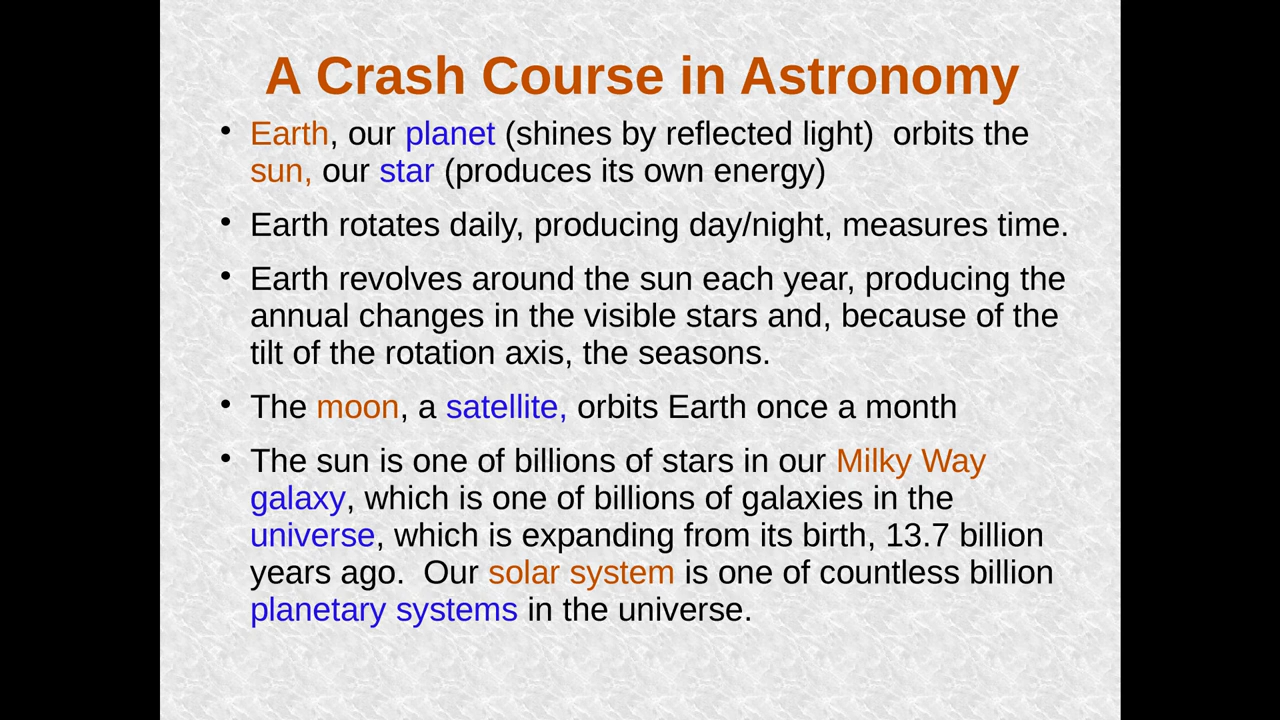 A Crash Course in Astronomy
• Earth, our planet (shines by reflected light)  orbits the
sun, our star (produces its own energy)
• Earth rotates daily, producing day/night, measures time.
• Earth revolves around the sun each year, producing the
annual changes in the visible stars and, because of the
tilt of the rotation axis, the seasons.
• The moon, a satellite, orbits Earth once a month
• The sun is one of billions of stars in our Milky Way
galaxy, which is one of billions of galaxies in the
universe, which is expanding from its birth, 13.7 billion
years ago.  Our solar system is one of countless billion
planetary systems in the universe.